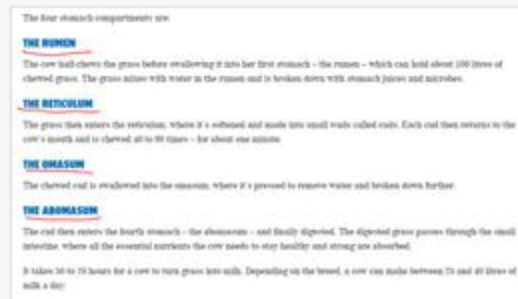 The four stomach compartments are:
THE RUMEN
The cow half-chews the grass before swallowing it into her first stomach – the rumen – which can hold about 100 litres of
chewed grass. The grass mixes with water in the rumen and is broken down with stomach juices and microbes.
THE RETICULUM
The grass then enters the reticulum, where it's softened and made into small wads called cuds. Each cud then returns to the
cow's mouth and is chewed 40 to 60 times – for about one minute.
THE OMASUM
The chewed cud is swallowed into the omasum, where it's pressed to remove water and broken down further.
THE ABOMASUM
The cud then enters the fourth stomach – the abomasum – and finally digested. The digested grass passes through the small
intestine, where all the essential nutrients the cow needs to stay healthy and strong are absorbed.
It takes 50 to 70 hours for a cow to turn grass into milk. Depending on the breed, a cow can make between 25 and 40 litres of
milk a day.